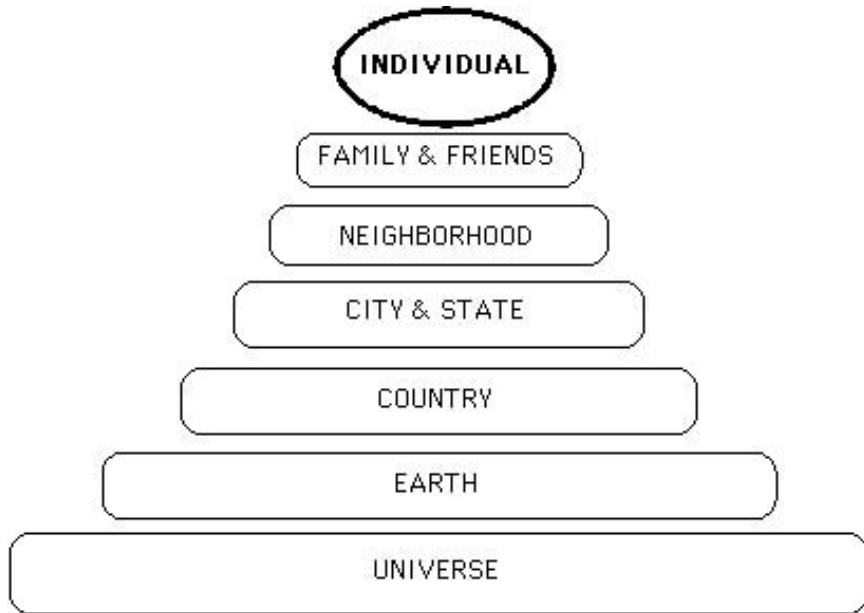 INDIVIDUAL
FAMILY & FRIENDS
NEIGHBORHOOD
CITY & STATE
COUNTRY
EARTH
UNIVERSE